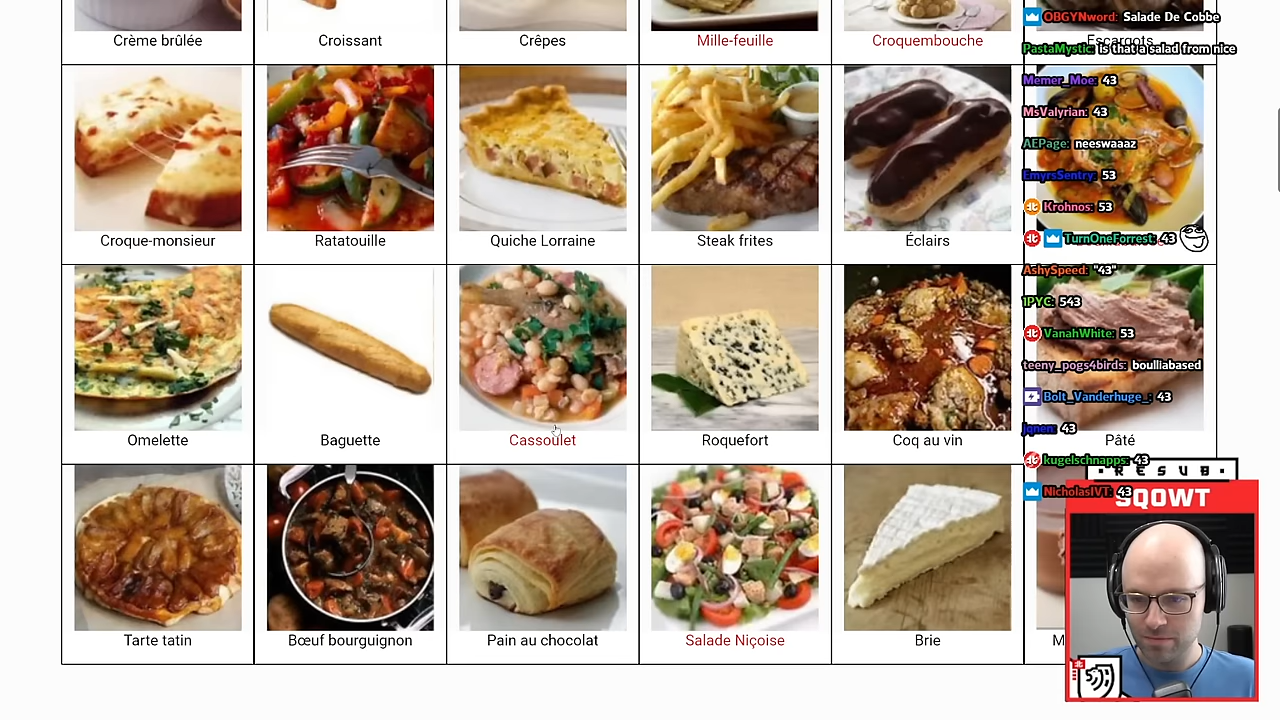 Crème brûlée
Croissant
Crêpes
Mille-feuille
Croquembouche
Escargots
Croque-monsieur
Ratatouille
Quiche Lorraine
Steak frites
Éclairs
Omelette
Baguette
Cassoulet
Roquefort
Coq au vin
Pâté
Tarte tatin
Bœuf bourguignon
Pain au chocolat
Salade Niçoise
Brie
M
OBGYNword: Salade De Cobbe
PastaMystic: is that a salad from nice
Memer_Moe: 43
MsValyrian: 43
AEPage: neeswaaaz
EmyrsSentry: 53
Krohnos: 53
TurnOneForrest: 43
AshySpeed: "43"
1PYC: 543
VanahWhite: 53
teeny_pogs4birds: boulliabased
Bolt_Vanderhuge_: 43
jqnen: 43
kugelschnapps: 43
NicholasIVT: 43
RESUB
SQOWT